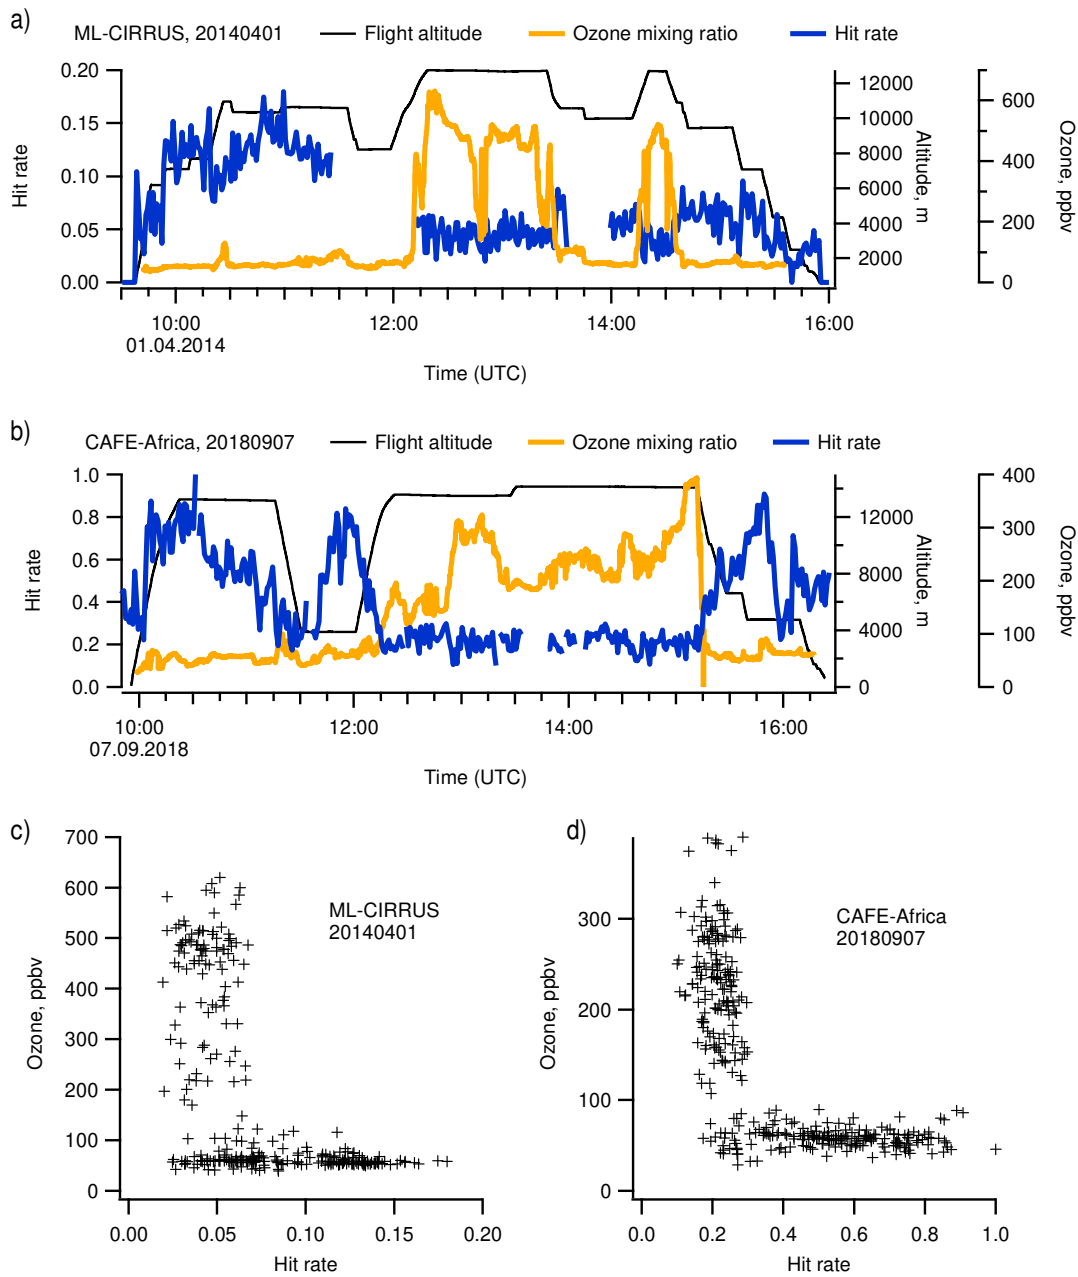 a)
ML-CIRRUS, 20140401 Flight altitude Ozone mixing ratio Hit rate
0.20
0.15
0.10
0.05
0.00
Hit rate
12000
10000
8000
6000
4000
2000
Altitude, m
600
400
200
0
Ozone, ppbv
10:00 12:00 14:00 16:00
01.04.2014
Time (UTC)
b)
CAFE-Africa, 20180907 Flight altitude Ozone mixing ratio Hit rate
1.0
0.8
0.6
0.4
0.2
0.0
Hit rate
12000
8000
4000
0
Altitude, m
400
300
200
100
0
Ozone, ppbv
10:00 12:00 14:00 16:00
07.09.2018
Time (UTC)
c)
700
600
500
400
300
200
100
0
Ozone, ppbv
ML-CIRRUS
20140401
0.00 0.05 0.10 0.15 0.20
Hit rate
d)
300
200
100
0
Ozone, ppbv
CAFE-Africa
20180907
0.0 0.2 0.4 0.6 0.8 1.0
Hit rate